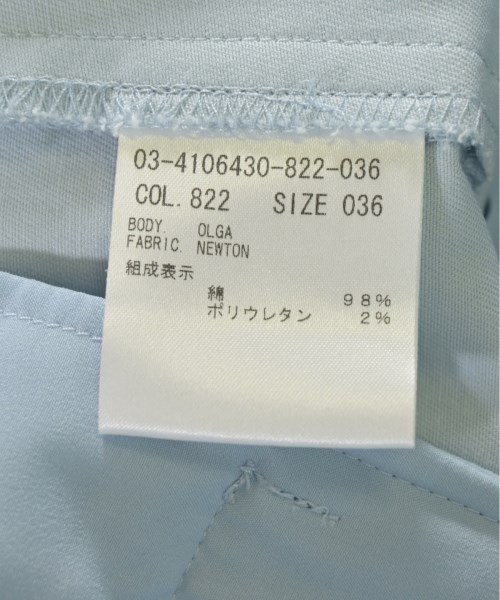 03-4106430-822-036
COL. 822 SIZE 036
BODY. OLGA
FABRIC. NEWTON
組成表示
綿 98%
ポリウレタン 2%